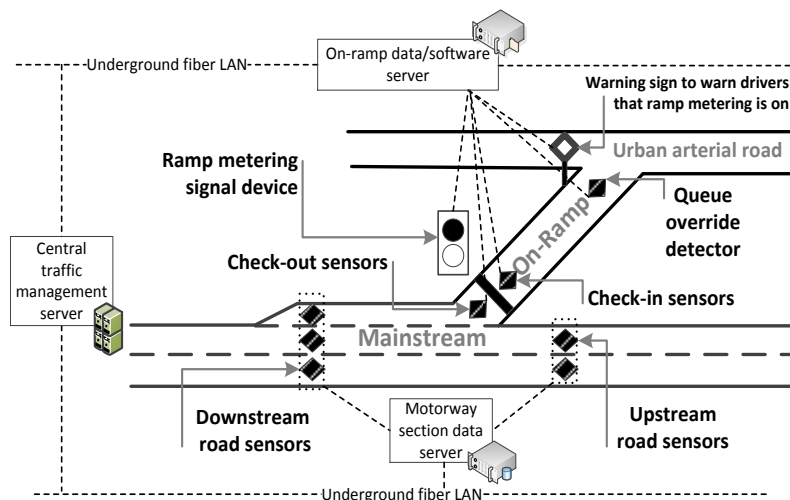 On-ramp data/software
server
Underground fiber LAN
Warning sign to warn drivers
that ramp metering is on
Urban arterial road
Ramp metering
signal device
Queue
override
detector
On-Ramp
Central
traffic
management
server
Check-out sensors
Check-in sensors
Mainstream
Downstream
road sensors
Motorway
section data
server
Upstream
road sensors
Underground fiber LAN